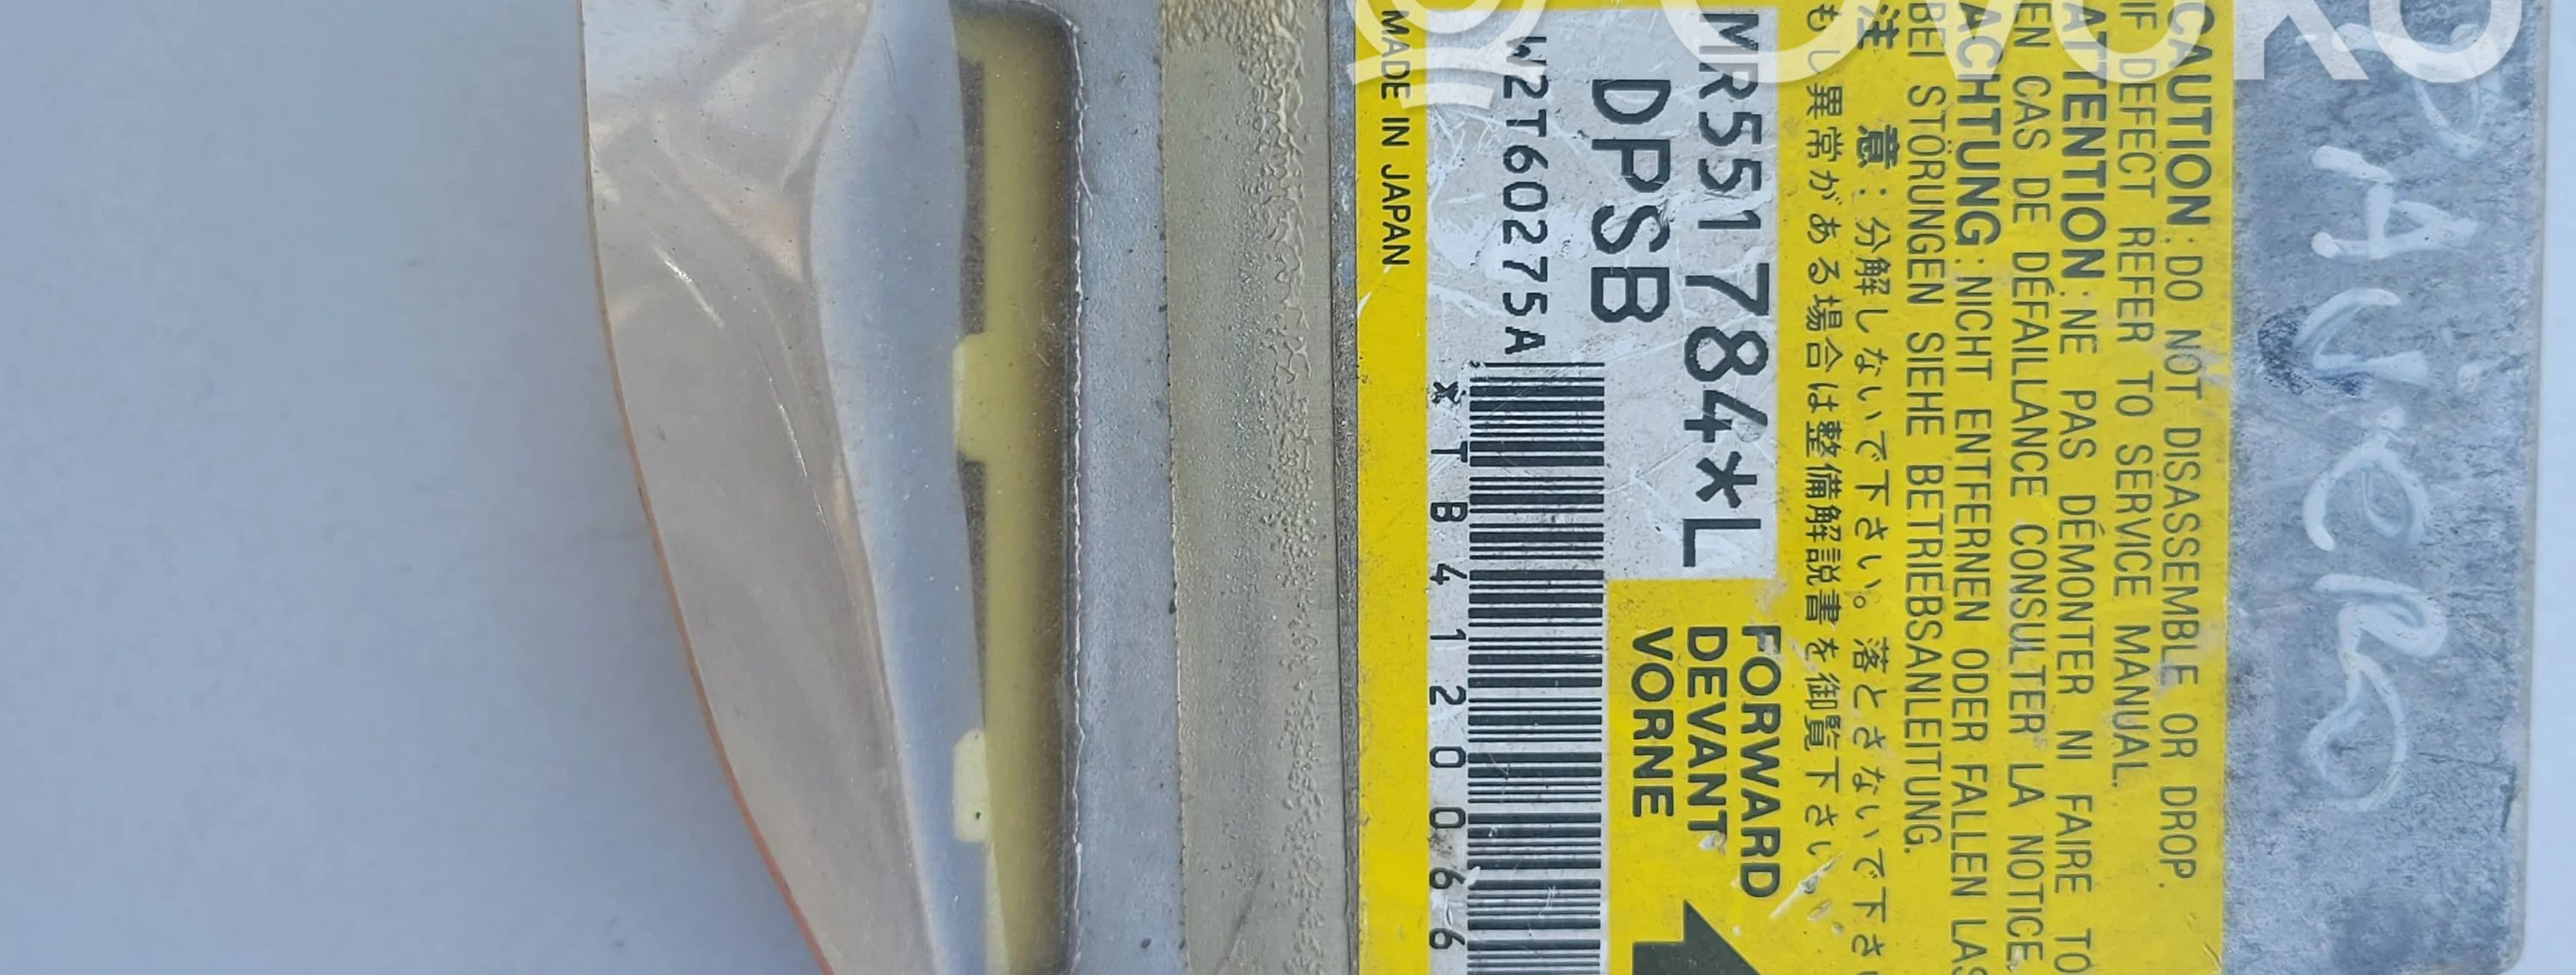 OVOKO
PAJERO
CAUTION: DO NOT DISASSEMBLE OR DROP.
IF DEFECT REFER TO SERVICE MANUAL.
ATTENTION: NE PAS DÉMONTER NI FAIRE TO
EN CAS DE DÉFAILLANCE CONSULTER LA NOTICE
ACHTUNG: NICHT ENTFERNEN ODER FALLEN LAS
BEI STÖRUNGEN SIEHE BETRIEBSANLEITUNG.
注 意: 分解しないで下さい。落とさないで下さい
もし異常がある場合は整備解説書を御覧下さい
MR551784*L
DPSB
W2T60275A
FORWARD
DEVANT
VORNE
* T B 4 1 2 0 0 6 6
MADE IN JAPAN